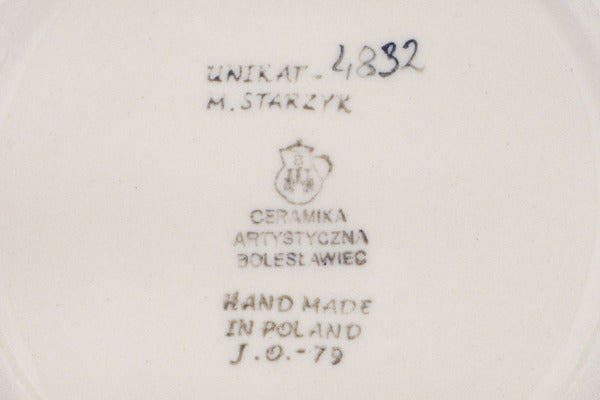 UNIKAT - 4832
M. STARZYK
CERAMIKA
ARTYSTYCZNA
BOLESŁAWIEC
HAND MADE
IN POLAND
J.O.-79